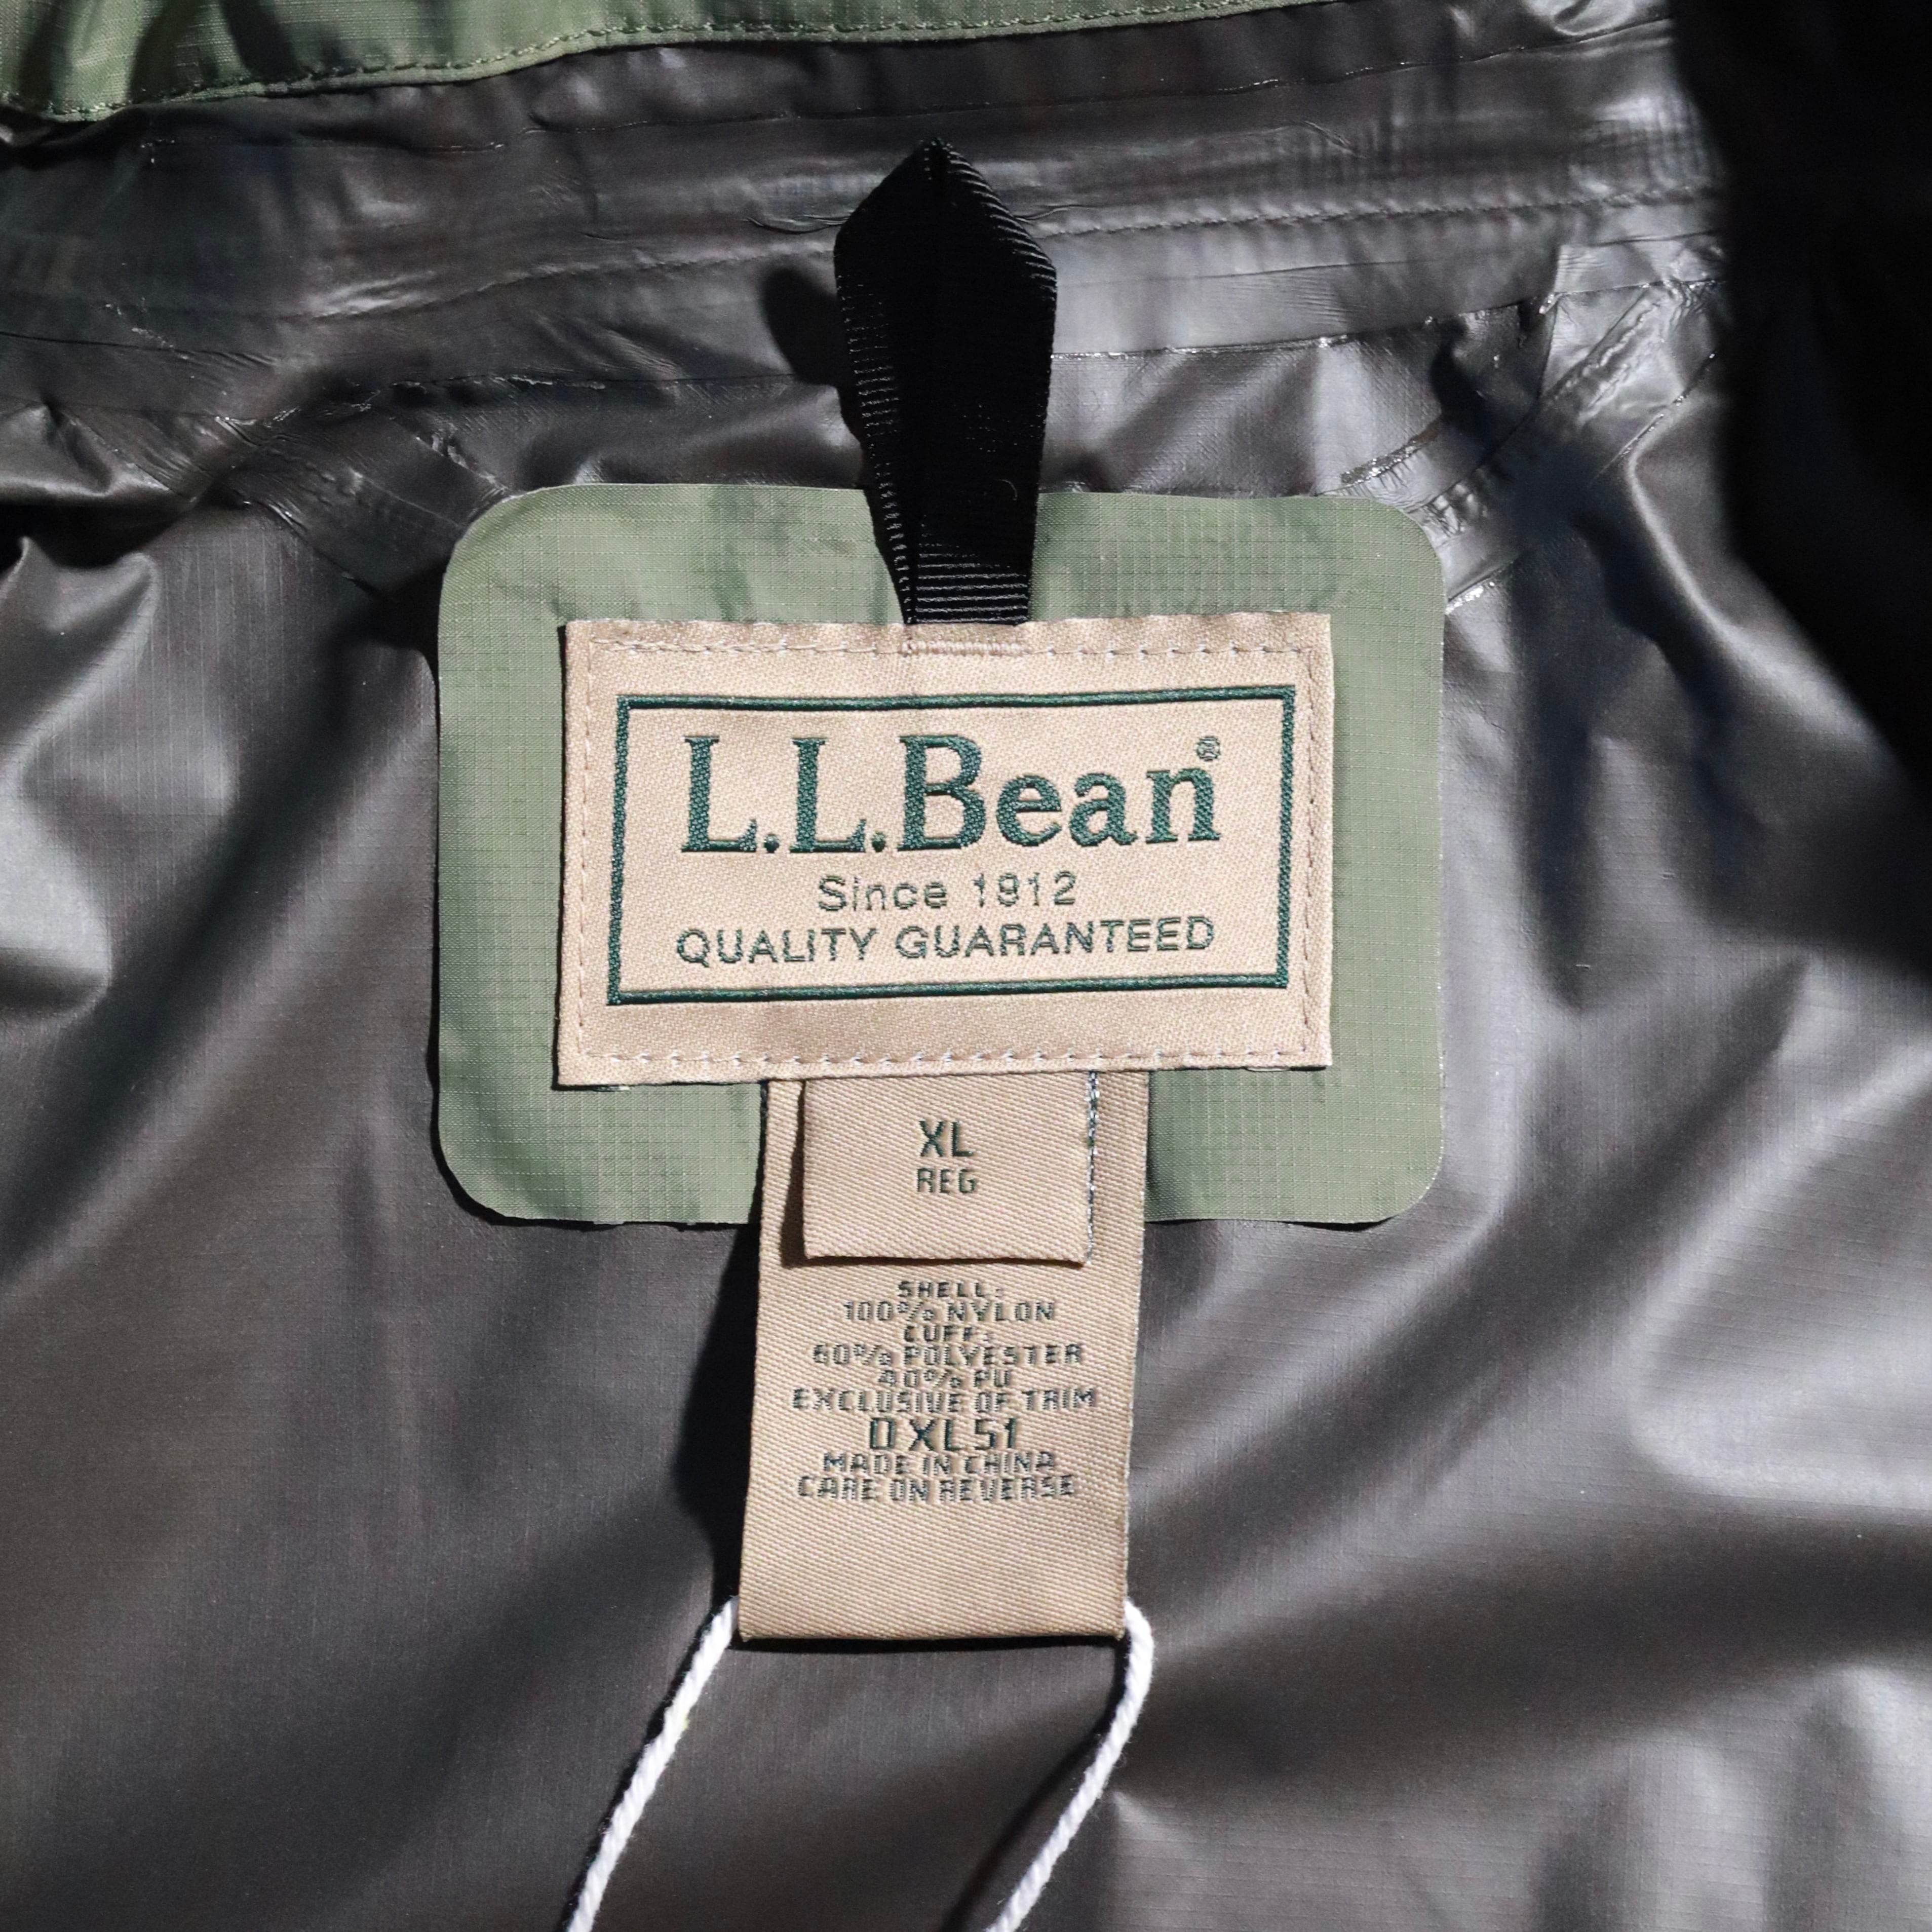 L.L.Bean®
Since 1912
QUALITY GUARANTEED
XL
REG
SHELL:
100% NYLON
CUFF:
60% POLYESTER
40% PU
EXCLUSIVE OF TRIM
D XL51
MADE IN CHINA
CARE ON REVERSE